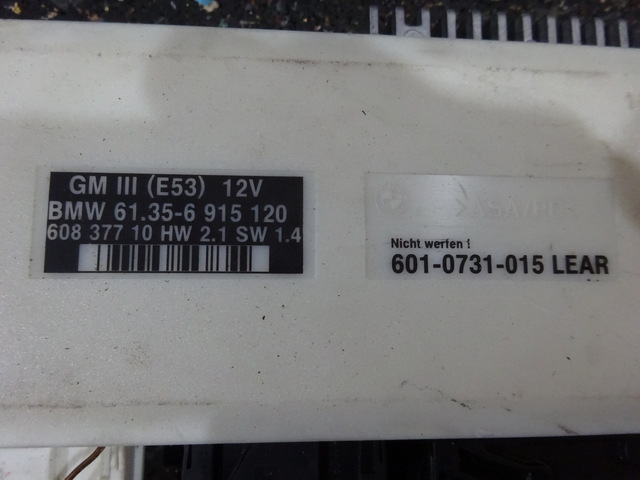 GM III (E53) 12V
BMW 61.35-6 915 120
608 377 10 HW 2.1 SW 1.4
Nicht werfen !
601-0731-015 LEAR